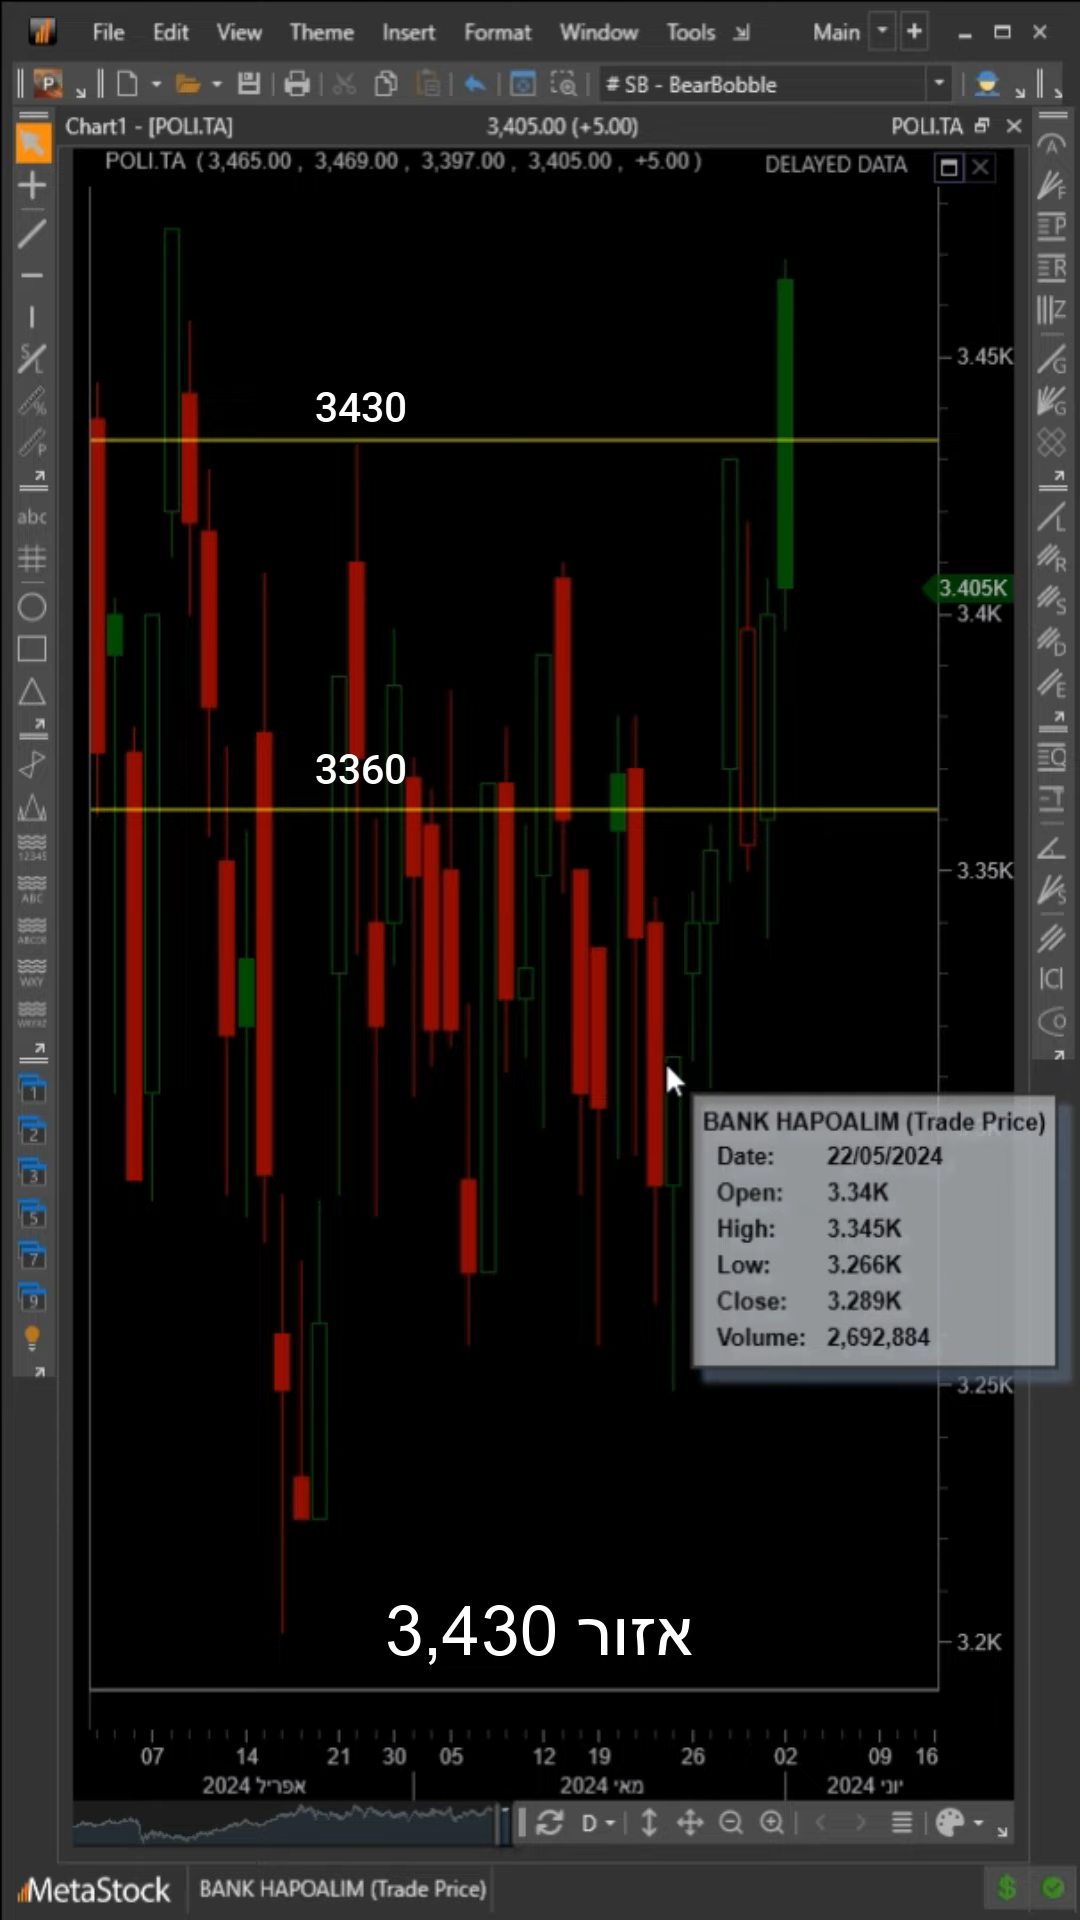 File Edit View Theme Insert Format Window Tools Main
# SB - BearBobble
Chart1 - [POLI.TA] 3,405.00 (+5.00) POLI.TA
POLI.TA (3,465.00, 3,469.00, 3,397.00, 3,405.00, +5.00) DELAYED DATA
3.45K
3430
3.405K
3.4K
3360
3.35K
BANK HAPOALIM (Trade Price)
Date: 22/05/2024
Open: 3.34K
High: 3.345K
Low: 3.266K
Close: 3.289K
Volume: 2,692,884
3.25K
אזור 3,430
3.2K
07 14 21 30 05 12 19 26 02 09 16
אפריל 2024 מאי 2024 יוני 2024
D
MetaStock BANK HAPOALIM (Trade Price)